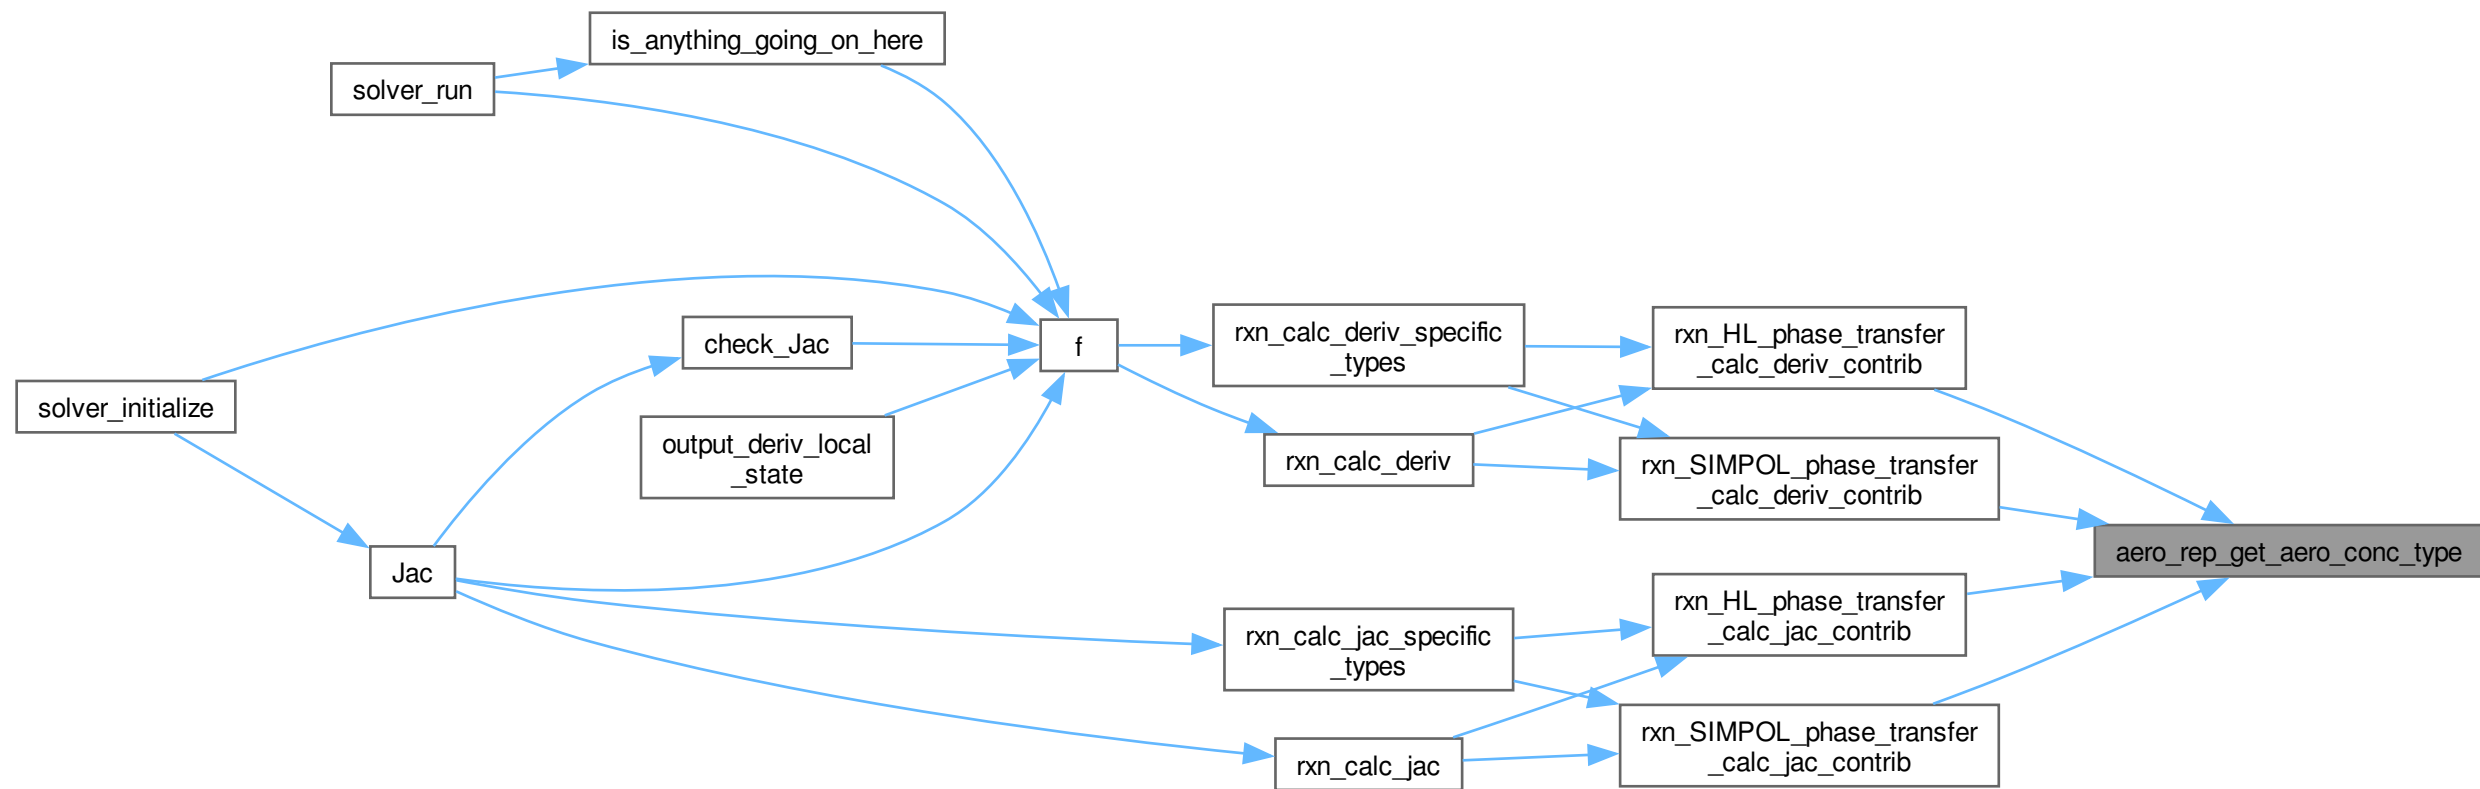 is_anything_going_on_here
solver_run
solver_initialize
check_Jac
output_deriv_local
_state
Jac
f
rxn_calc_deriv_specific
_types
rxn_calc_deriv
rxn_calc_jac_specific
_types
rxn_calc_jac
rxn_HL_phase_transfer
_calc_deriv_contrib
rxn_SIMPOL_phase_transfer
_calc_deriv_contrib
rxn_HL_phase_transfer
_calc_jac_contrib
rxn_SIMPOL_phase_transfer
_calc_jac_contrib
aero_rep_get_aero_conc_type